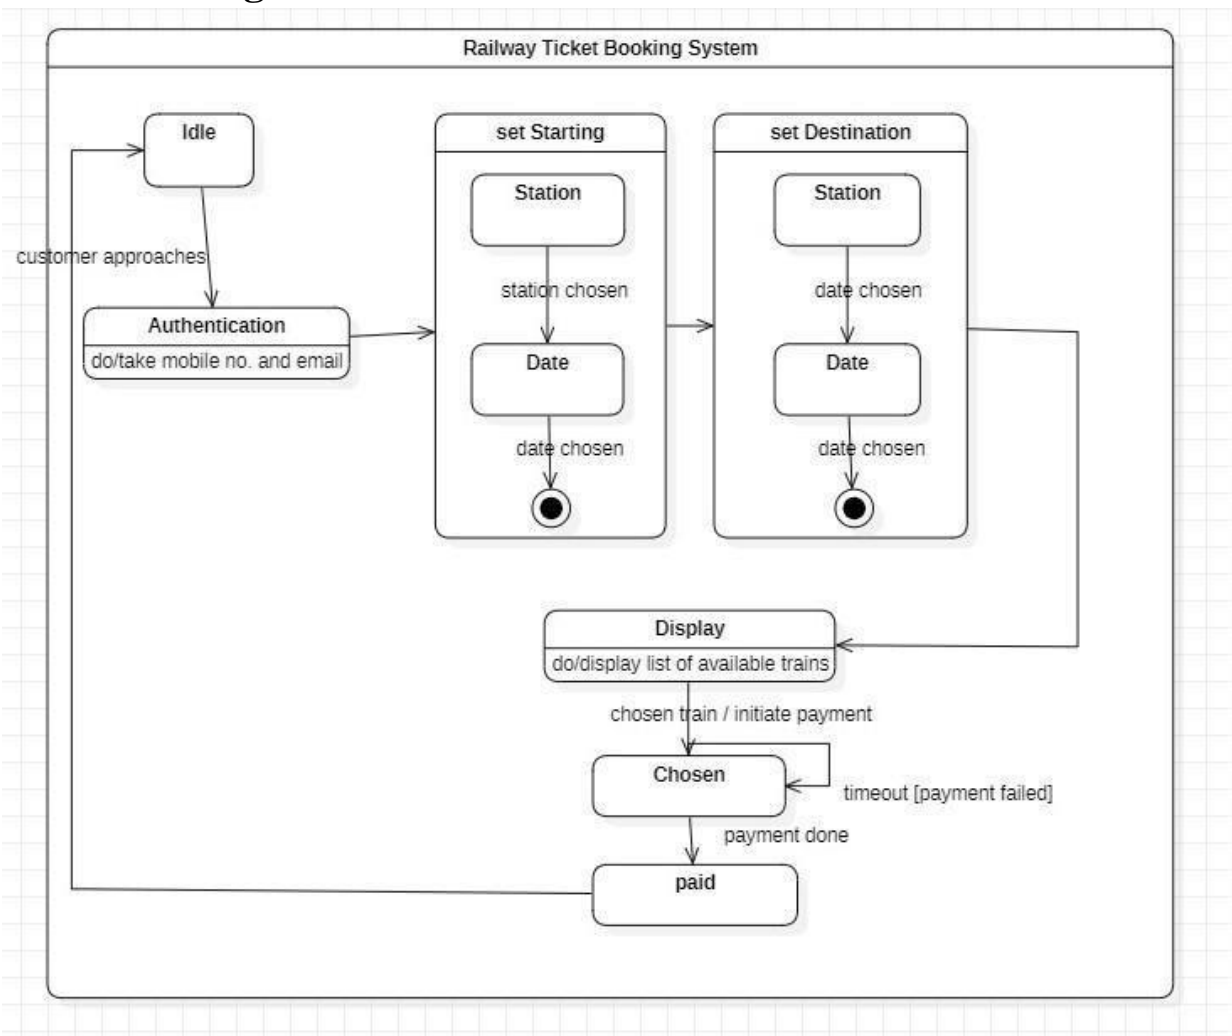 Railway Ticket Booking System
Idle
customer approaches
Authentication
do/take mobile no. and email
set Starting
Station
station chosen
Date
date chosen
set Destination
Station
date chosen
Date
date chosen
Display
do/display list of available trains
chosen train / initiate payment
Chosen
timeout [payment failed]
payment done
paid